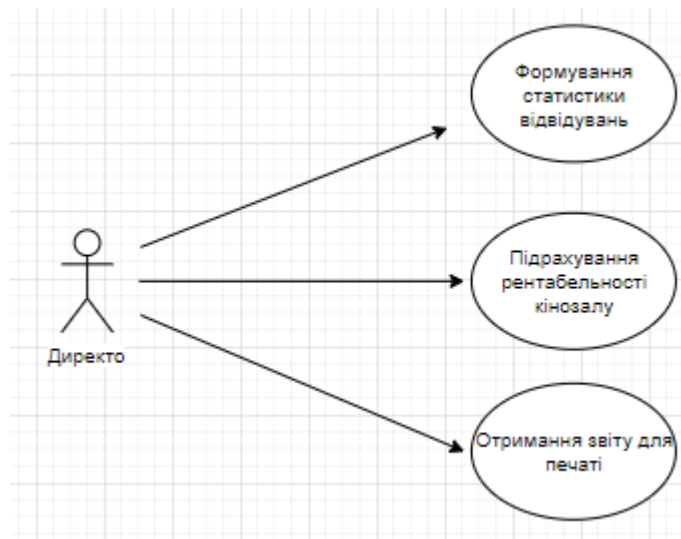 Формування
статистики
відвідувань
Підрахування
рентабельності
кінозалу
Директо
Отримання звіту для
печаті